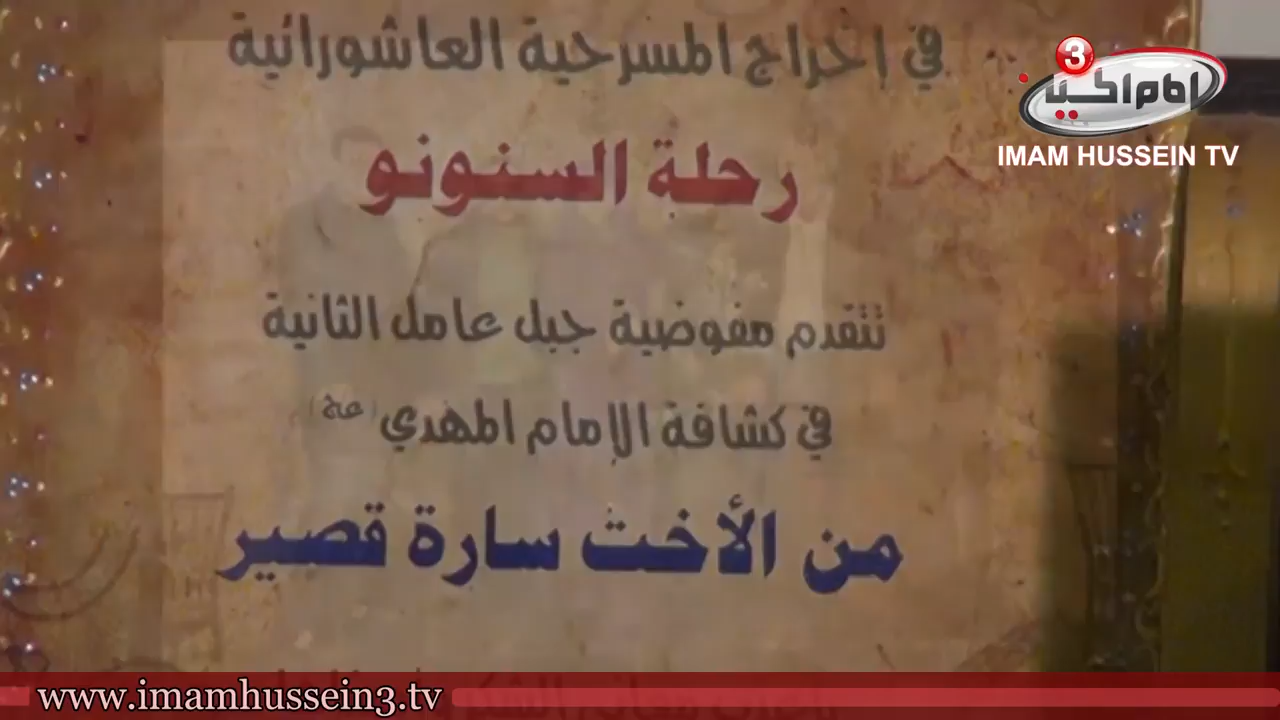 في إخراج المسرحية العاشورائية
رحلة السنونو
تتقدم مفوضية جبل عامل الثانية
في كشافة الإمام المهدي (عج)
من الأخت سارة قصير
3
IMAM HUSSEIN TV
www.imamhussein3.tv